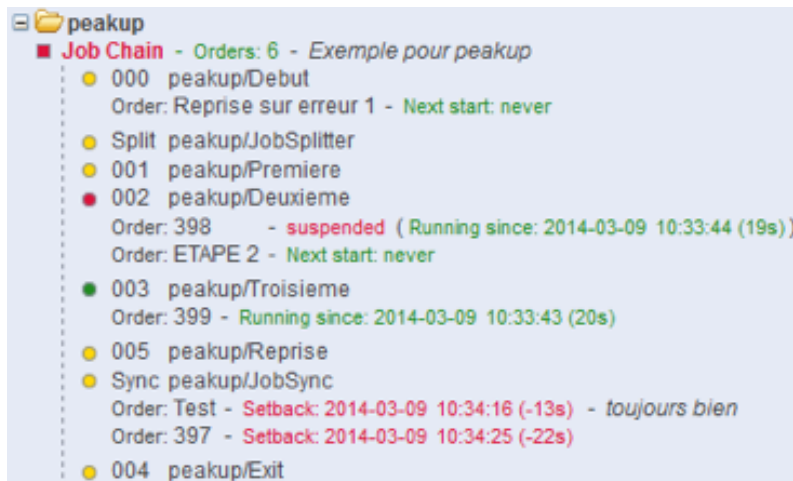 peakup
Job Chain - Orders: 6 - Exemple pour peakup
000 peakup/Debut
Order: Reprise sur erreur 1 - Next start: never
Split peakup/JobSplitter
001 peakup/Premiere
002 peakup/Deuxieme
Order: 398 - suspended ( Running since: 2014-03-09 10:33:44 (19s) )
Order: ETAPE 2 - Next start: never
003 peakup/Troisieme
Order: 399 - Running since: 2014-03-09 10:33:43 (20s)
005 peakup/Reprise
Sync peakup/JobSync
Order: Test - Setback: 2014-03-09 10:34:16 (-13s) - toujours bien
Order: 397 - Setback: 2014-03-09 10:34:25 (-22s)
004 peakup/Exit